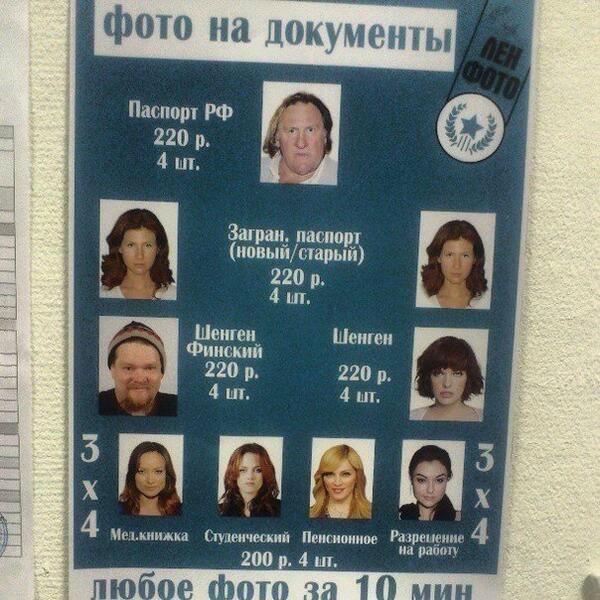 фото на документы
ЛЕН
ФОТО
Паспорт РФ
220 р.
4 шт.
Загран. паспорт
(новый/старый)
220 р.
4 шт.
Шенген
Финский
220 р.
4 шт.
Шенген
220 р.
4 шт.
3
х
4
3
х
4
Мед.книжка
Студенческий
Пенсионное
Разрешение
на работу
200 р. 4 шт.
любое фото за 10 мин